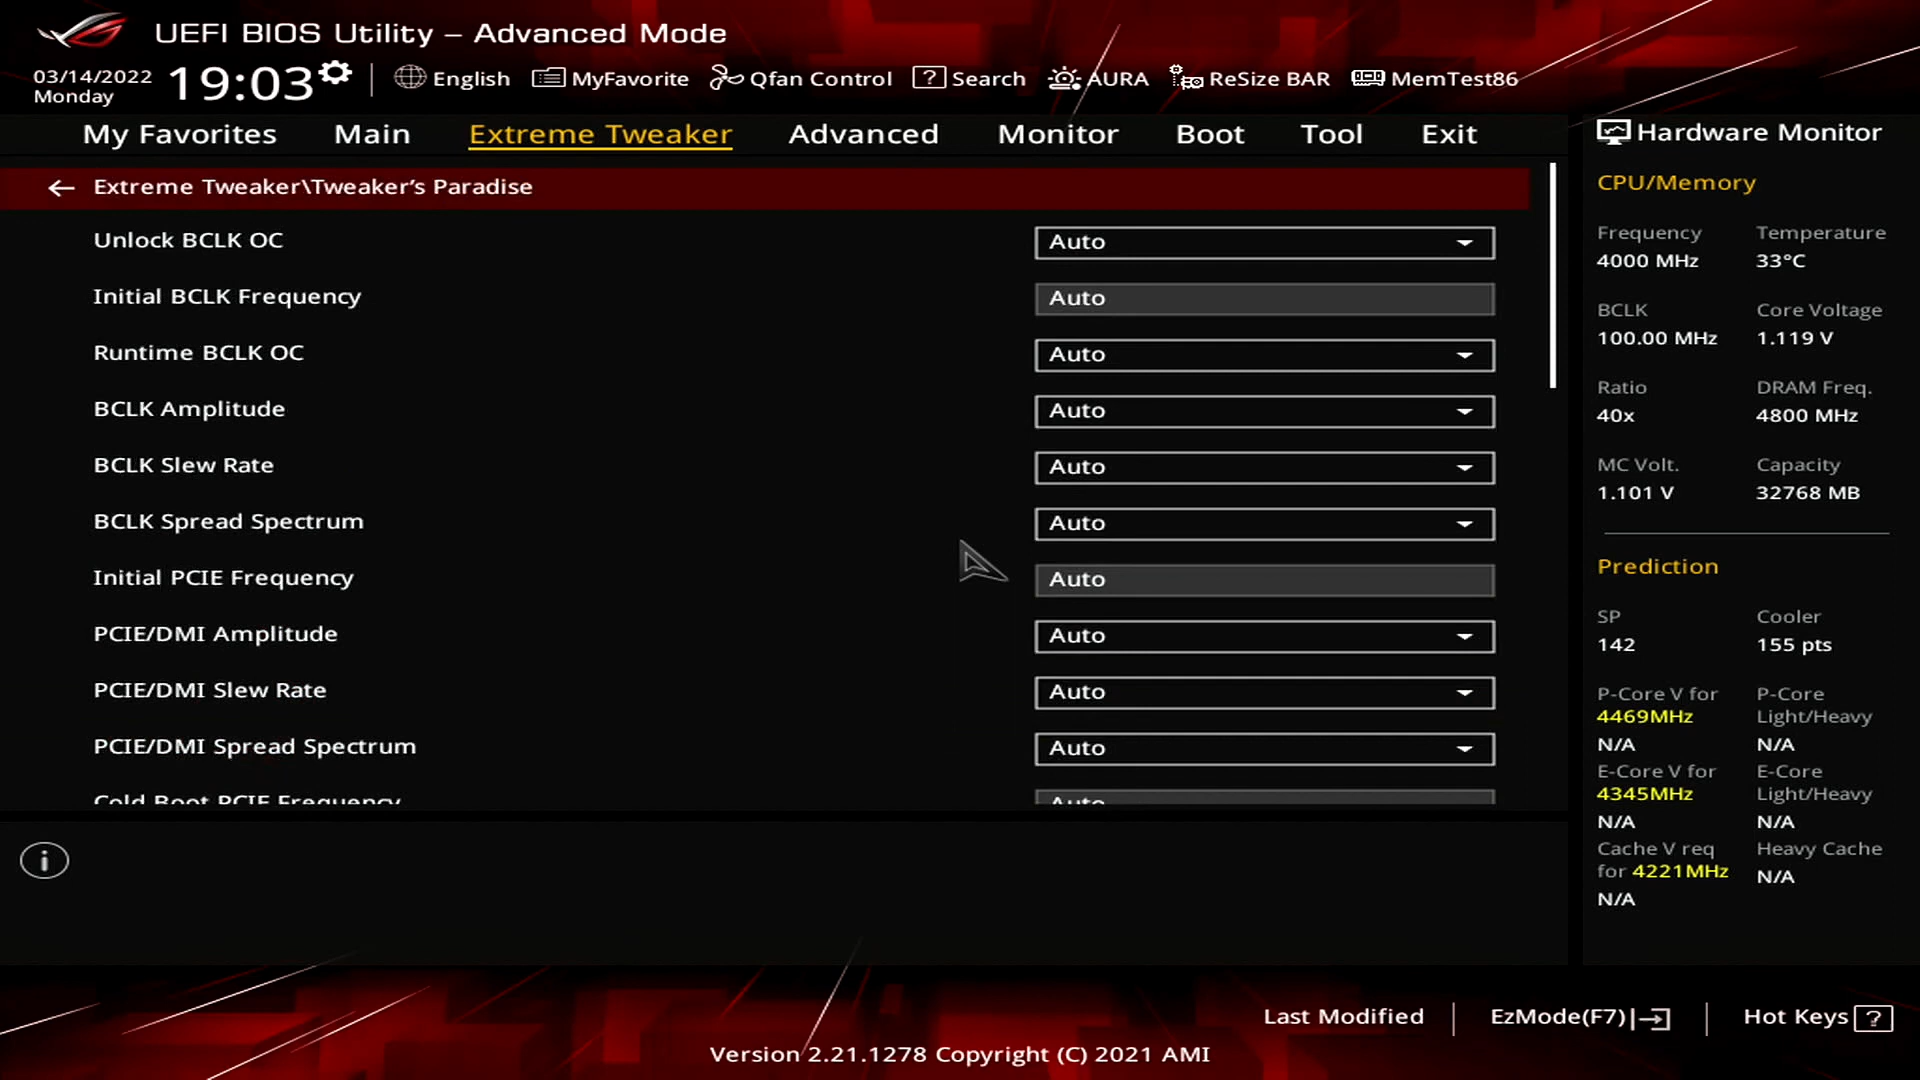 UEFI BIOS Utility – Advanced Mode
03/14/2022
Monday
19:03
English
MyFavorite
Qfan Control
Search
AURA
ReSize BAR
MemTest86
My Favorites
Main
Extreme Tweaker
Advanced
Monitor
Boot
Tool
Exit
Extreme Tweaker\Tweaker's Paradise
Unlock BCLK OC
Auto
Initial BCLK Frequency
Auto
Runtime BCLK OC
Auto
BCLK Amplitude
Auto
BCLK Slew Rate
Auto
BCLK Spread Spectrum
Auto
Initial PCIE Frequency
Auto
PCIE/DMI Amplitude
Auto
PCIE/DMI Slew Rate
Auto
PCIE/DMI Spread Spectrum
Auto
Cold Boot PCIE Frequency
Auto
Hardware Monitor
CPU/Memory
Frequency Temperature
4000 MHz 33°C
BCLK Core Voltage
100.00 MHz 1.119 V
Ratio DRAM Freq.
40x 4800 MHz
MC Volt. Capacity
1.101 V 32768 MB
Prediction
SP Cooler
142 155 pts
P-Core V for P-Core
4469MHz Light/Heavy
N/A N/A
E-Core V for E-Core
4345MHz Light/Heavy
N/A N/A
Cache V req Heavy Cache
for 4221MHz N/A
N/A
Last Modified
EzMode(F7)
Hot Keys ?
Version 2.21.1278 Copyright (C) 2021 AMI